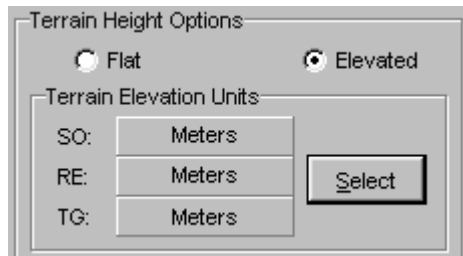 Terrain Height Options
Flat Elevated
Terrain Elevation Units
SO: Meters
RE: Meters Select
TG: Meters